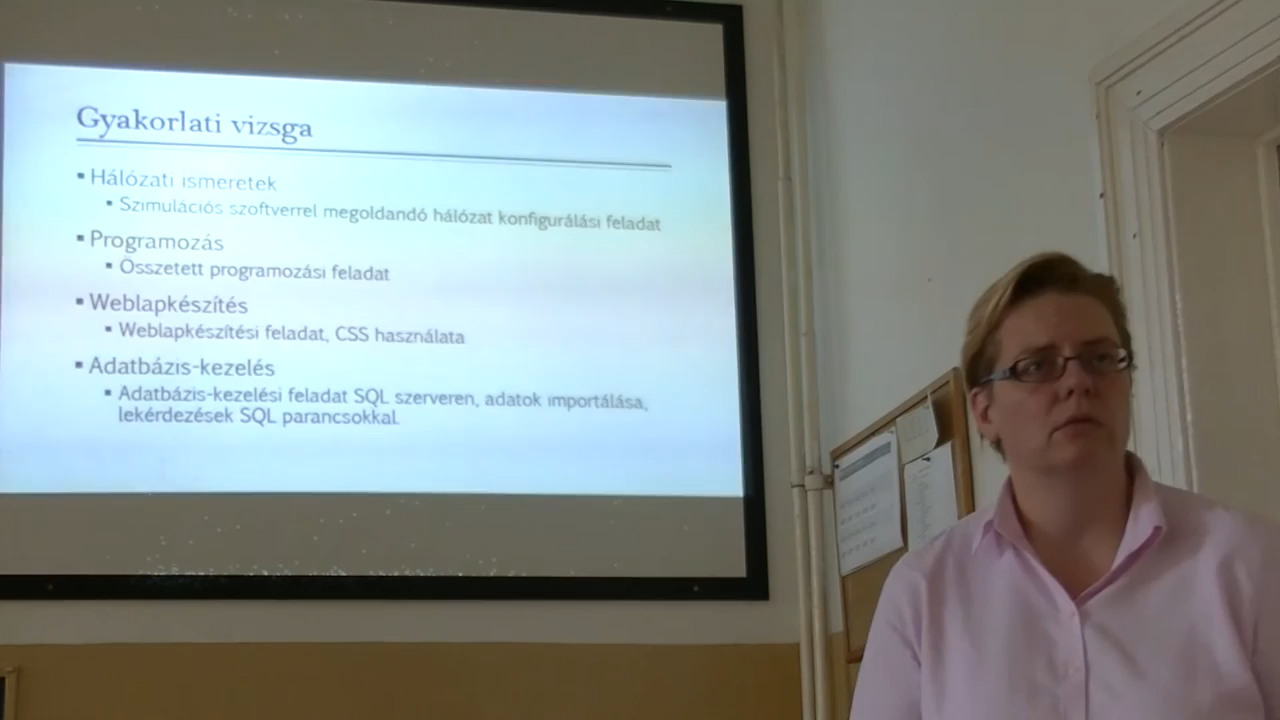 Gyakorlati vizsga
▪ Hálózati ismeretek
▪ Szimulációs szoftverrel megoldandó hálózat konfigurálási feladat
▪ Programozás
▪ Összetett programozási feladat
▪ Weblapkészítés
▪ Weblapkészítési feladat, CSS használata
▪ Adatbázis-kezelés
▪ Adatbázis-kezelési feladat SQL szerveren, adatok importálása,
lekérdezések SQL parancsokkal.